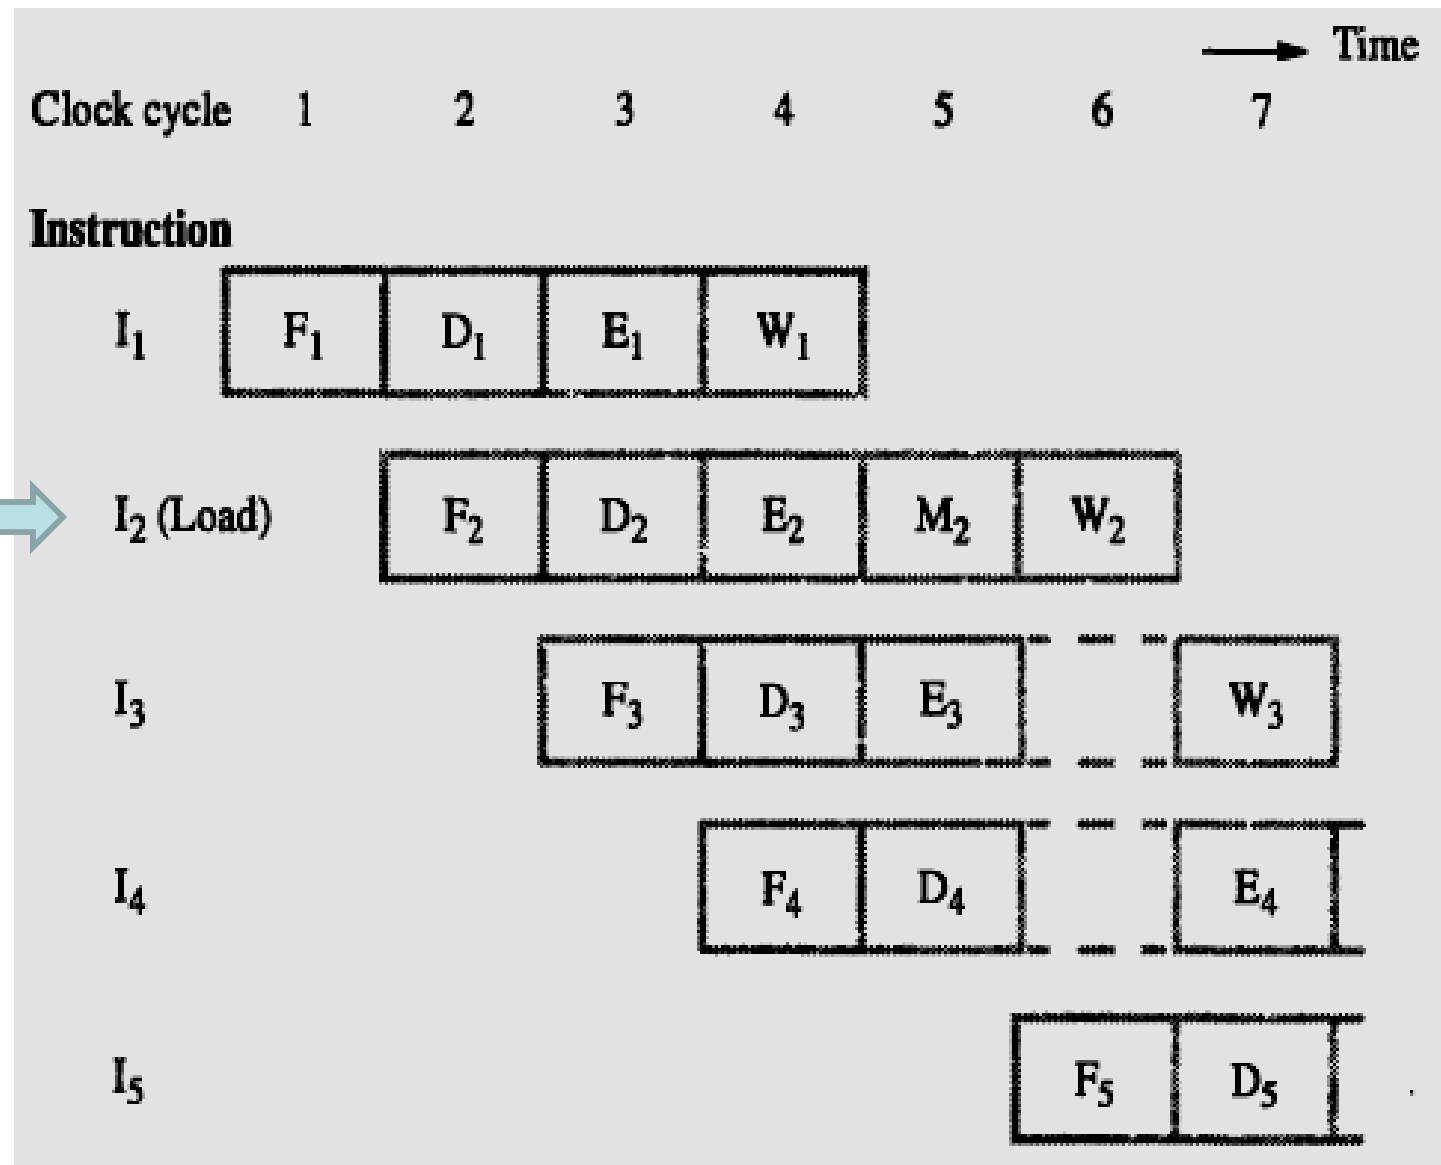 Time
Clock cycle 1 2 3 4 5 6 7
Instruction
I₁ F₁ D₁ E₁ W₁
I₂ (Load) F₂ D₂ E₂ M₂ W₂
I₃ F₃ D₃ E₃ W₃
I₄ F₄ D₄ E₄
I₅ F₅ D₅